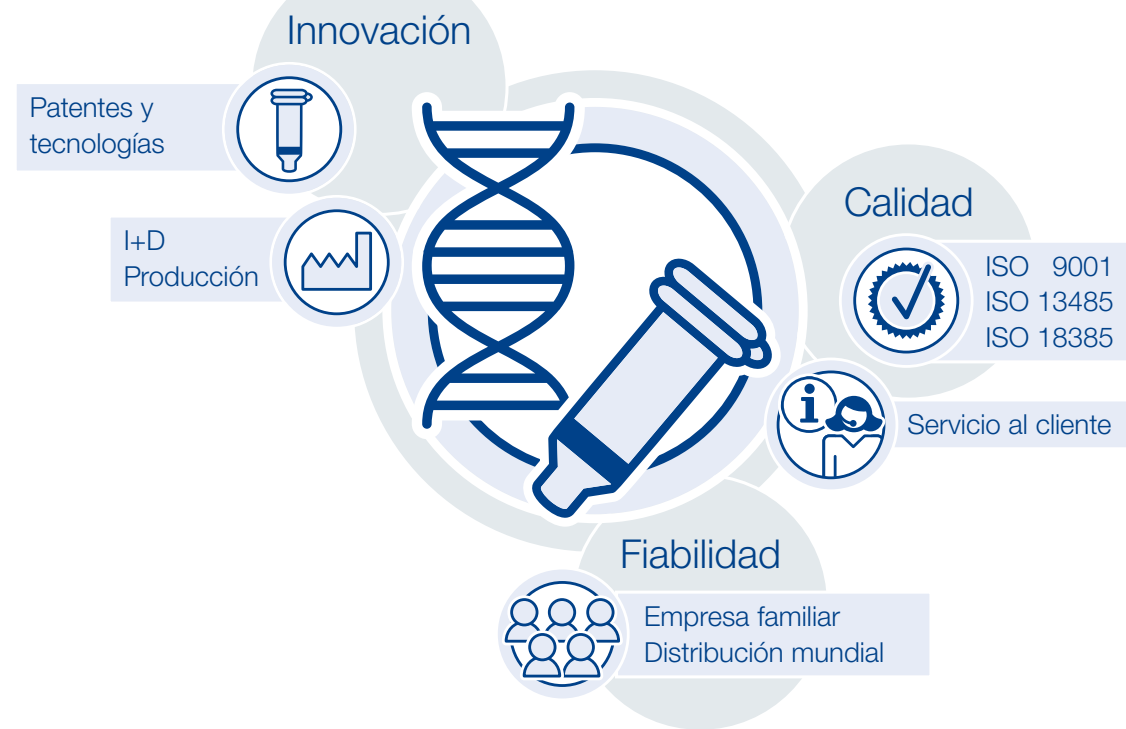 Innovación
Patentes y
tecnologías
I+D
Producción
Calidad
ISO 9001
ISO 13485
ISO 18385
i
Servicio al cliente
Fiabilidad
Empresa familiar
Distribución mundial